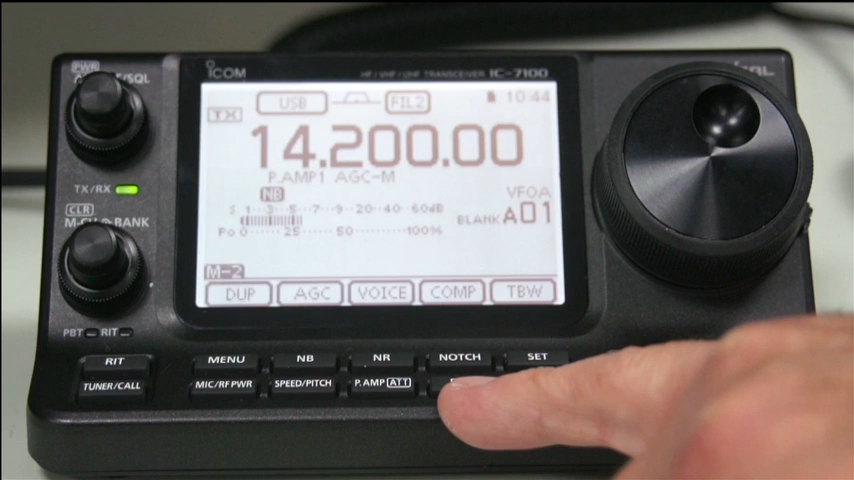 PWR
AF/SQL
ICOM
HF/VHF/UHF TRANSCEIVER IC-7100
USB FIL2 10:44
TX
14.200.00
P.AMP1 AGC-M
NB
VFOA
S 1 3 5 7 9 20 40 60dB
BLANK A01
Po 0 25 50 100%
M-2
DUP AGC VOICE COMP TBW
TX/RX
CLR
M-CH BANK
PBT RIT
RIT MENU NB NR NOTCH SET
TUNER/CALL MIC/RF PWR SPEED/PITCH P.AMP ATT